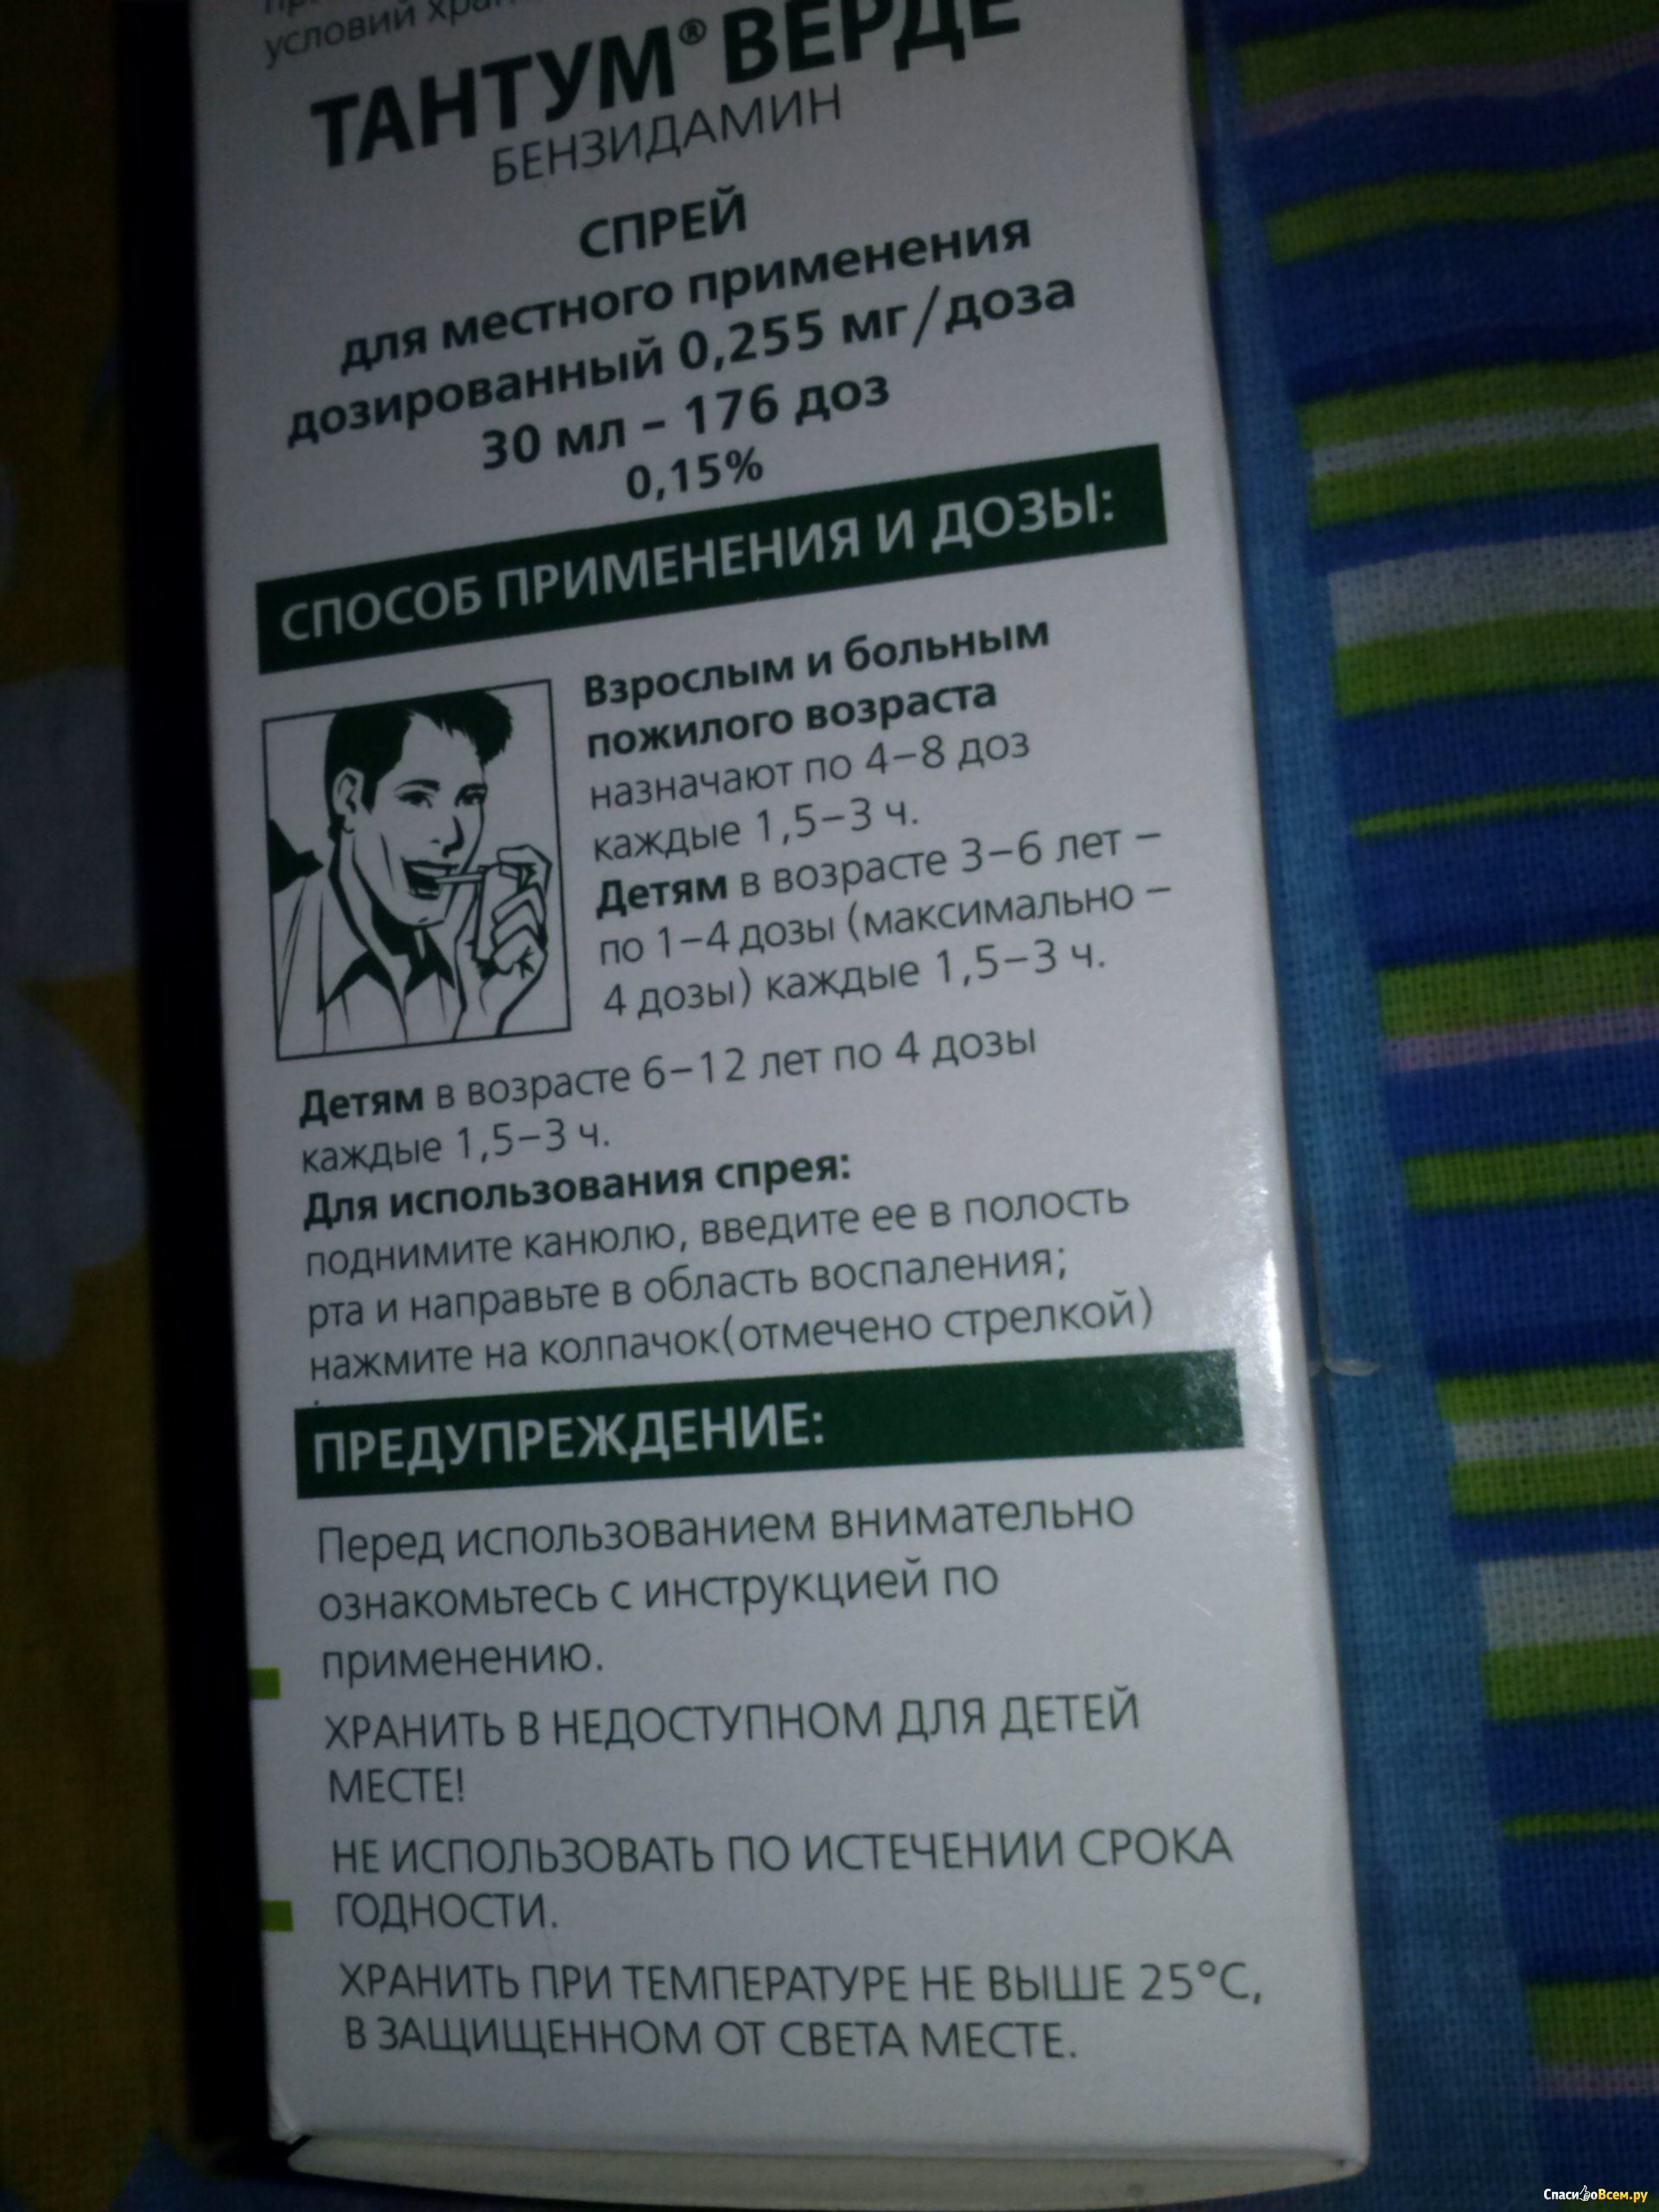 условий
ТАНТУМ® ВЕРДЕ
БЕНЗИДАМИН
СПРЕЙ
для местного применения
дозированный 0,255 мг/доза
30 мл – 176 доз
0,15%
СПОСОБ ПРИМЕНЕНИЯ И ДОЗЫ:
Взрослым и больным
пожилого возраста
назначают по 4–8 доз
каждые 1,5–3 ч.
Детям в возрасте 3–6 лет –
по 1–4 дозы (максимально –
4 дозы) каждые 1,5–3 ч.
Детям в возрасте 6–12 лет по 4 дозы
каждые 1,5–3 ч.
Для использования спрея:
поднимите канюлю, введите ее в полость
рта и направьте в область воспаления;
нажмите на колпачок(отмечено стрелкой)
.
ПРЕДУПРЕЖДЕНИЕ:
Перед использованием внимательно
ознакомьтесь с инструкцией по
применению.
ХРАНИТЬ В НЕДОСТУПНОМ ДЛЯ ДЕТЕЙ
МЕСТЕ!
НЕ ИСПОЛЬЗОВАТЬ ПО ИСТЕЧЕНИИ СРОКА
ГОДНОСТИ.
ХРАНИТЬ ПРИ ТЕМПЕРАТУРЕ НЕ ВЫШЕ 25°С,
В ЗАЩИЩЕННОМ ОТ СВЕТА МЕСТЕ.
СпасибоВсем.ру